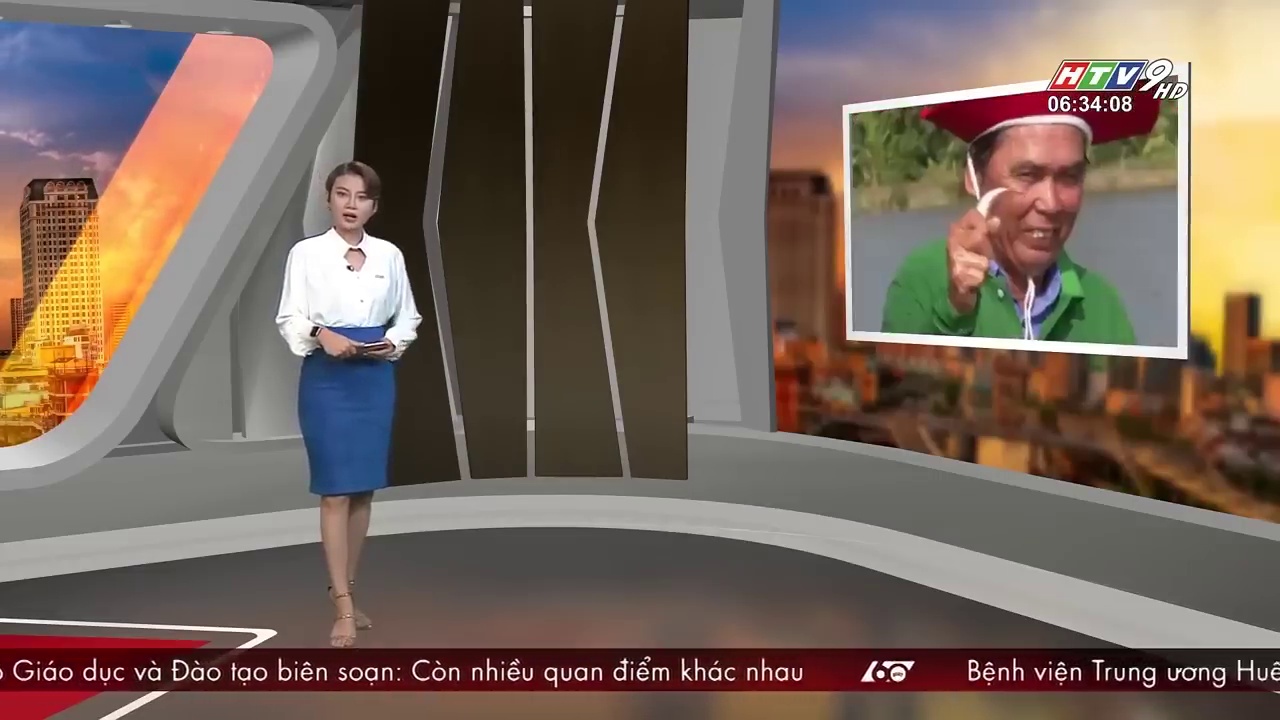 HTV9 HD
06:34:08
Giáo dục và Đào tạo biên soạn: Còn nhiều quan điểm khác nhau 60 Bệnh viện Trung ương Huế